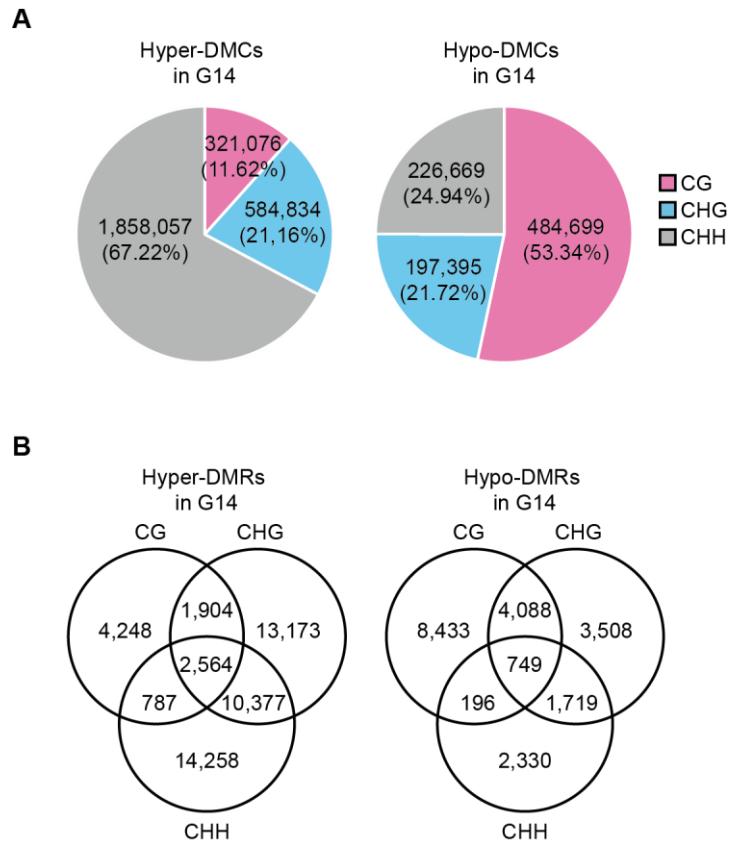 A
Hyper-DMCs
in G14
321,076
(11.62%)
584,834
(21,16%)
1,858,057
(67.22%)
Hypo-DMCs
in G14
226,669
(24.94%)
484,699
(53.34%)
197,395
(21.72%)
CG
CHG
CHH
B
Hyper-DMRs
in G14
CG
CHG
1,904
4,248
13,173
2,564
787
10,377
14,258
CHH
Hypo-DMRs
in G14
CG
CHG
4,088
8,433
3,508
749
196
1,719
2,330
CHH